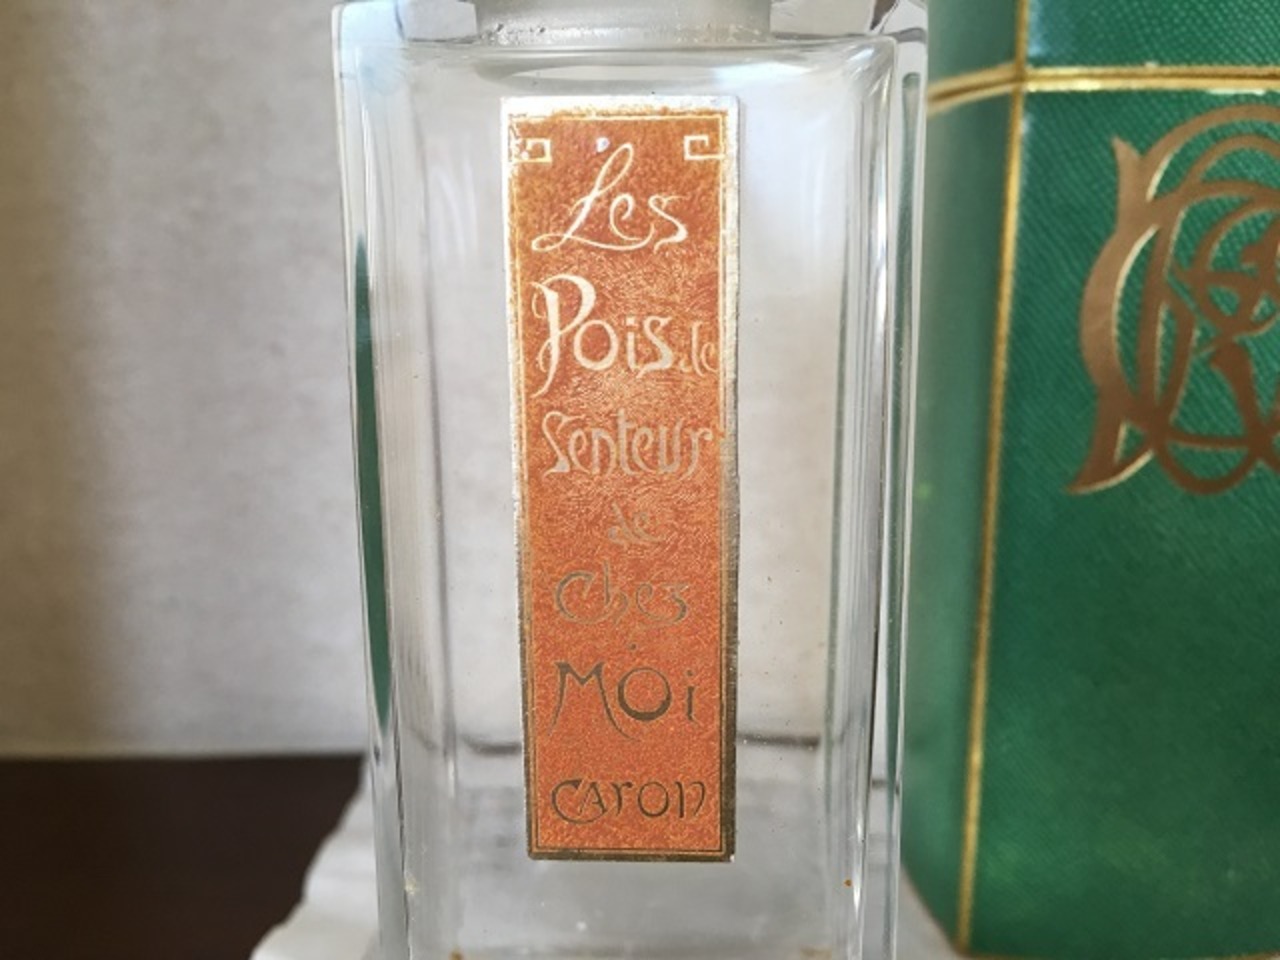 Les
Pois de
Senteur
de
Chez
Moi
Caron